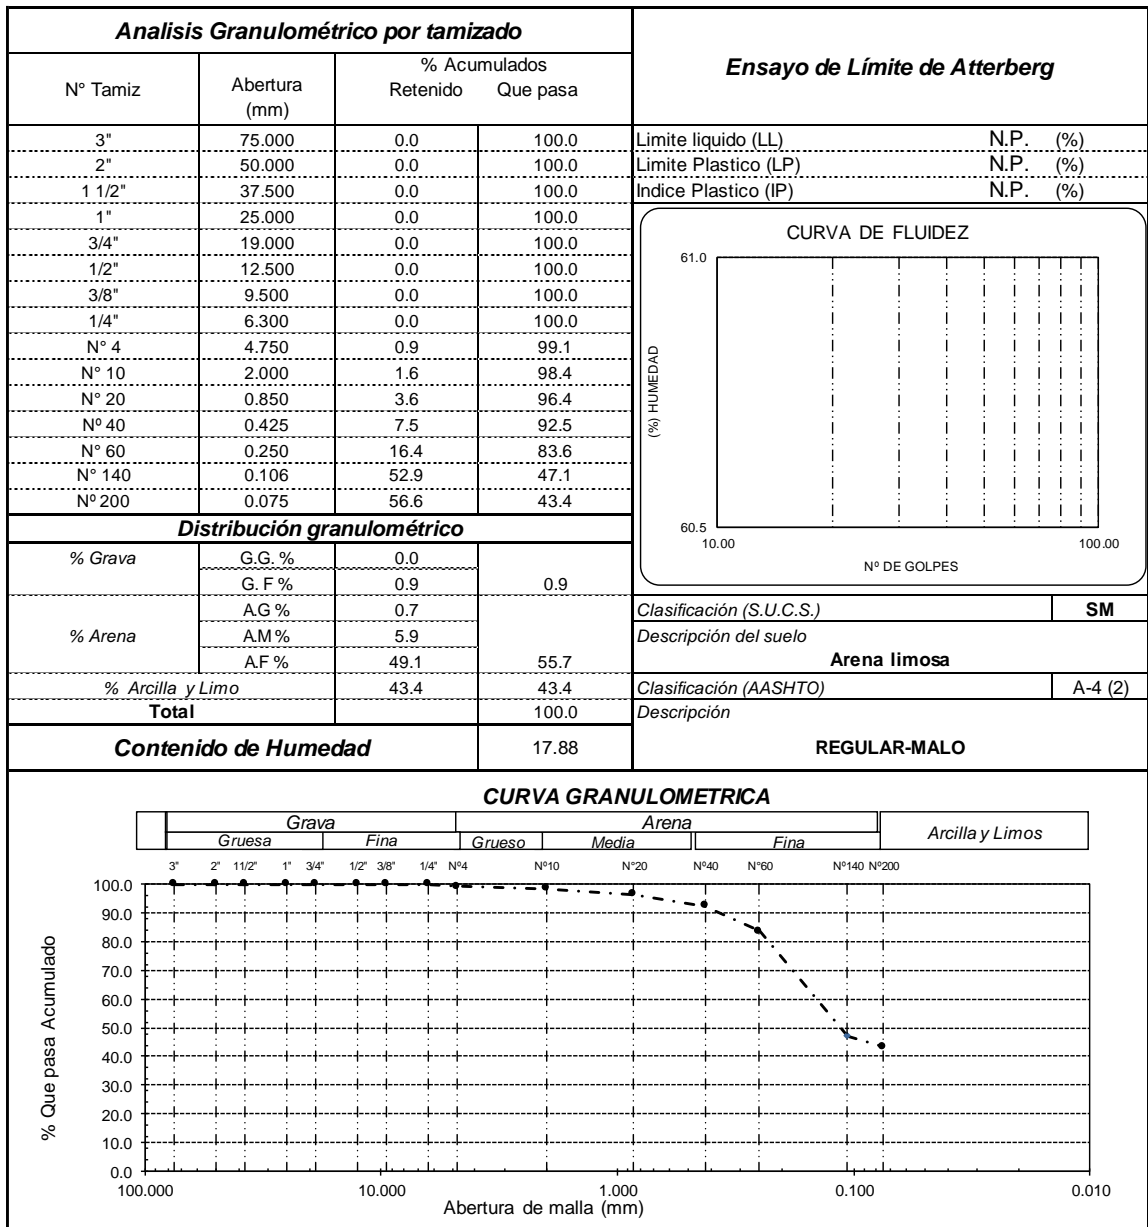 Analisis Granulométrico por tamizado
Ensayo de Límite de Atterberg
N° Tamiz Abertura (mm) % Acumulados Retenido Que pasa
3" 75.000 0.0 100.0
2" 50.000 0.0 100.0
1 1/2" 37.500 0.0 100.0
1" 25.000 0.0 100.0
3/4" 19.000 0.0 100.0
1/2" 12.500 0.0 100.0
3/8" 9.500 0.0 100.0
1/4" 6.300 0.0 100.0
N° 4 4.750 0.9 99.1
N° 10 2.000 1.6 98.4
N° 20 0.850 3.6 96.4
Nº 40 0.425 7.5 92.5
N° 60 0.250 16.4 83.6
N° 140 0.106 52.9 47.1
Nº 200 0.075 56.6 43.4
Limite liquido (LL) N.P. (%)
Limite Plastico (LP) N.P. (%)
Indice Plastico (IP) N.P. (%)
CURVA DE FLUIDEZ
61.0
(%) HUMEDAD
60.5
10.00 100.00
Nº DE GOLPES
Distribución granulométrico
% Grava G.G. % 0.0
G. F % 0.9 0.9
A.G % 0.7
% Arena A.M % 5.9
A.F % 49.1 55.7
% Arcilla y Limo 43.4 43.4
Total 100.0
Contenido de Humedad 17.88
Clasificación (S.U.C.S.) SM
Descripción del suelo
Arena limosa
Clasificación (AASHTO) A-4 (2)
Descripción
REGULAR-MALO
CURVA GRANULOMETRICA
Grava Arena Arcilla y Limos
Gruesa Fina Grueso Media Fina
3" 2" 11/2" 1" 3/4" 1/2" 3/8" 1/4" Nº4 Nº10 N°20 Nº40 N°60 Nº140 Nº200
100.0
90.0
80.0
70.0
60.0
50.0
40.0
30.0
20.0
10.0
0.0
% Que pasa Acumulado
100.000 10.000 1.000 0.100 0.010
Abertura de malla (mm)